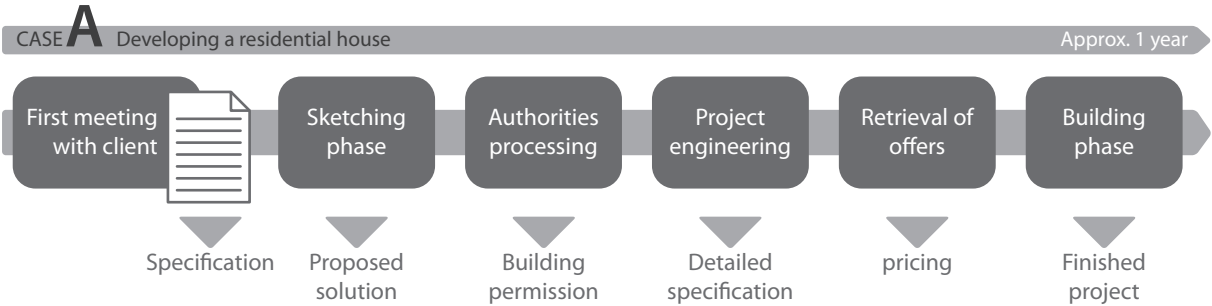 CASE A Developing a residential house Approx. 1 year
First meeting
with client
Sketching
phase
Authorities
processing
Project
engineering
Retrieval of
offers
Building
phase
Specification
Proposed
solution
Building
permission
Detailed
specification
pricing
Finished
project